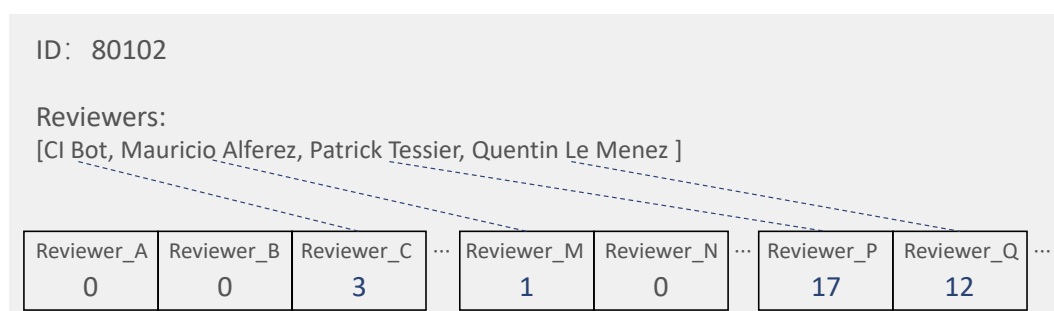 ID: 80102
Reviewers:
[CI Bot, Mauricio Alferez, Patrick Tessier, Quentin Le Menez ]
Reviewer_A Reviewer_B Reviewer_C ... Reviewer_M Reviewer_N ... Reviewer_P Reviewer_Q ...
0 0 3 1 0 17 12